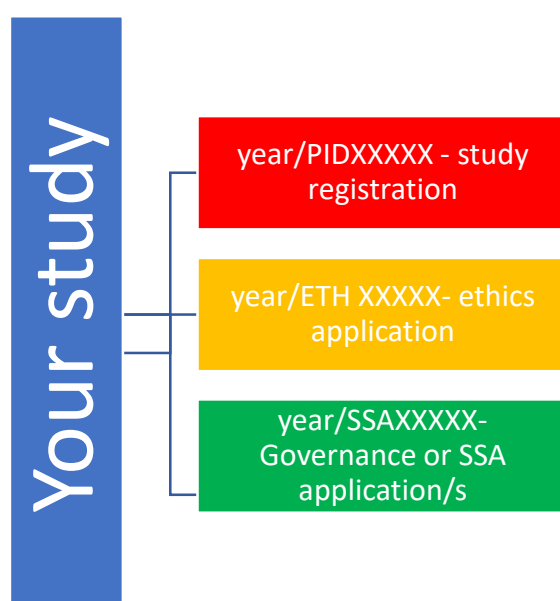 Your study
year/PIDXXXXX - study
registration
year/ETH XXXXX- ethics
application
year/SSAXXXXX-
Governance or SSA
application/s